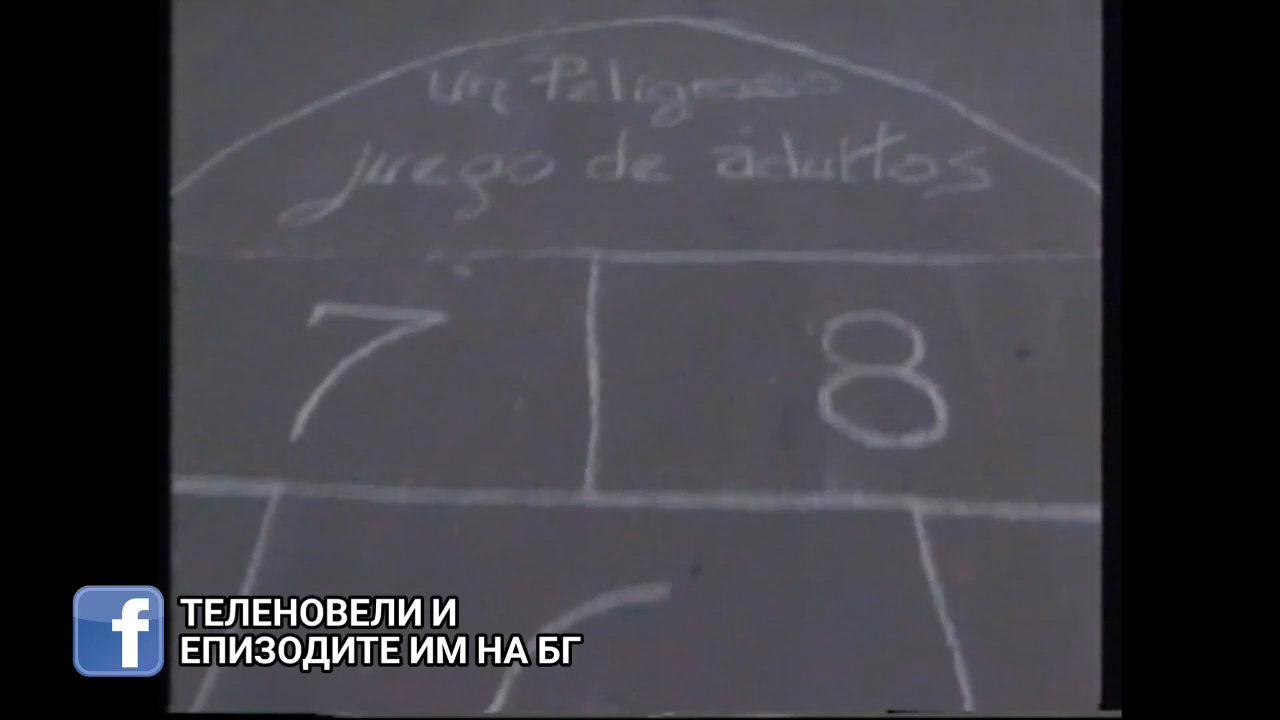 Un Peligroso
juego de adultos
7 8
f ТЕЛЕНОВЕЛИ И
ЕПИЗОДИТЕ ИМ НА БГ